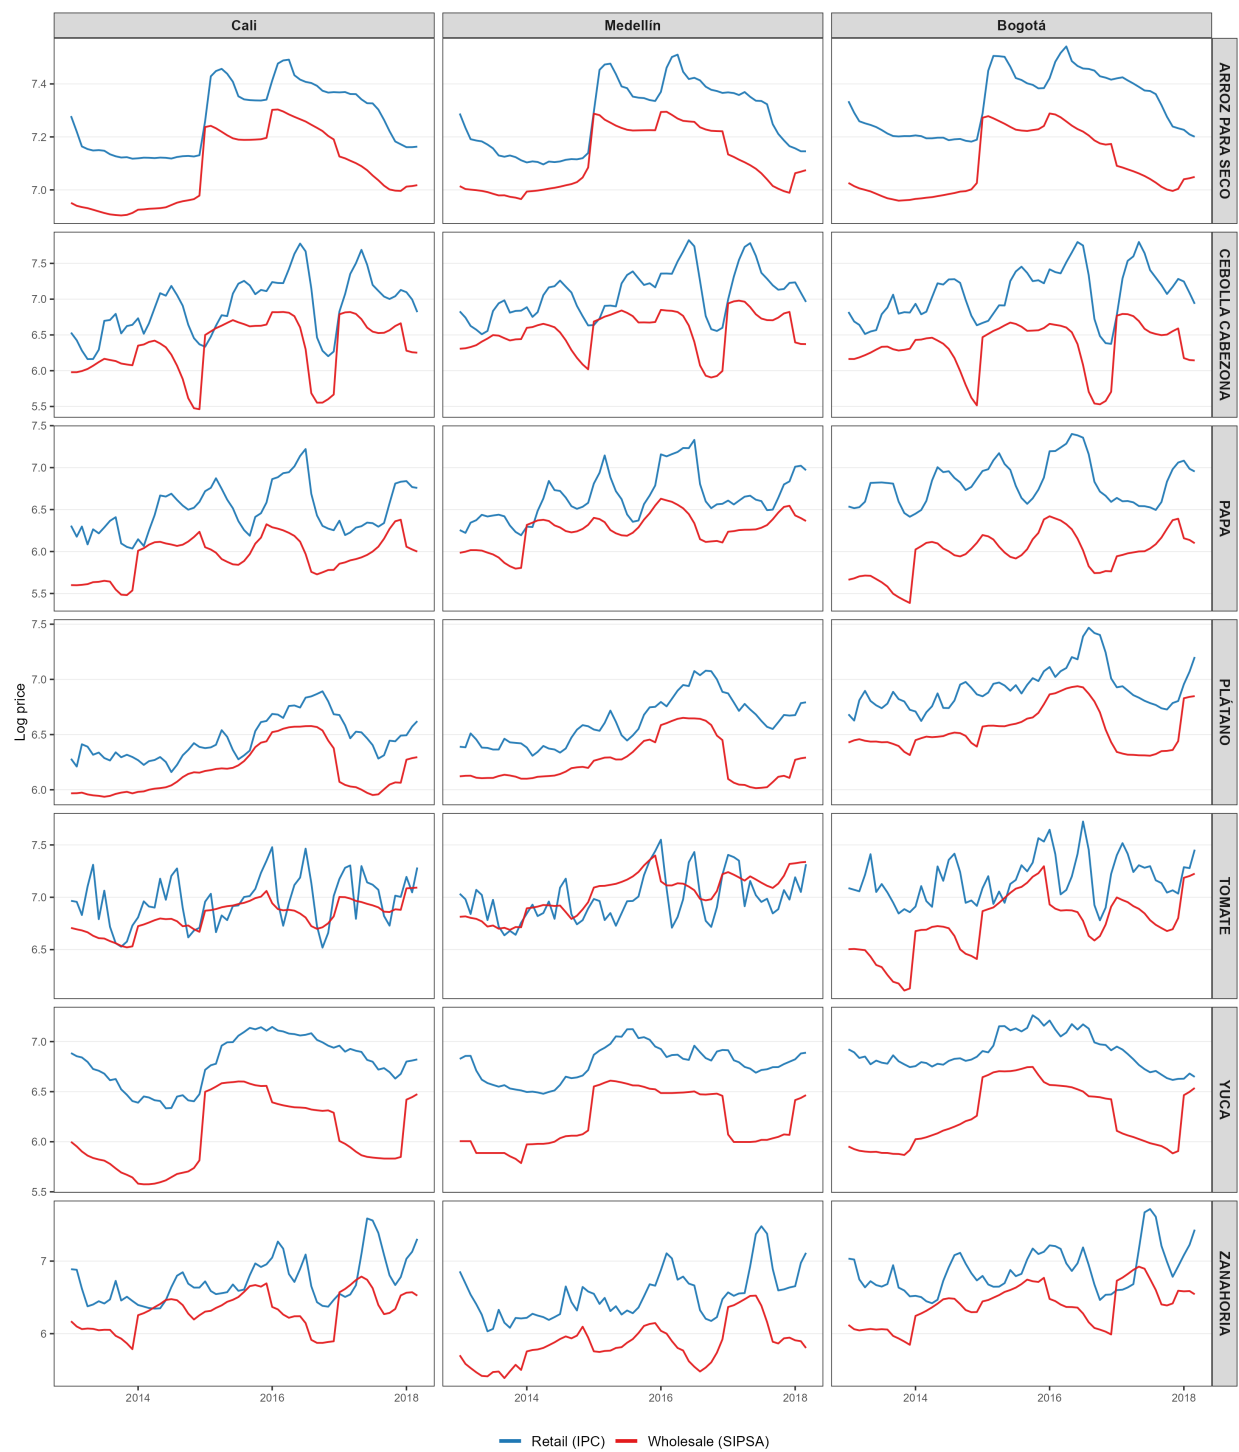 Cali
Medellín
Bogotá
7.4
7.2
7.0
ARROZ PARA SECO
7.5
7.0
6.5
6.0
5.5
CEBOLLA CABEZONA
7.5
7.0
6.5
6.0
5.5
PAPA
7.5
7.0
6.5
6.0
PLÁTANO
Log price
7.5
7.0
6.5
TOMATE
7.0
6.5
6.0
5.5
YUCA
7
6
ZANAHORIA
2014
2016
2018
2014
2016
2018
2014
2016
2018
Retail (IPC)
Wholesale (SIPSA)